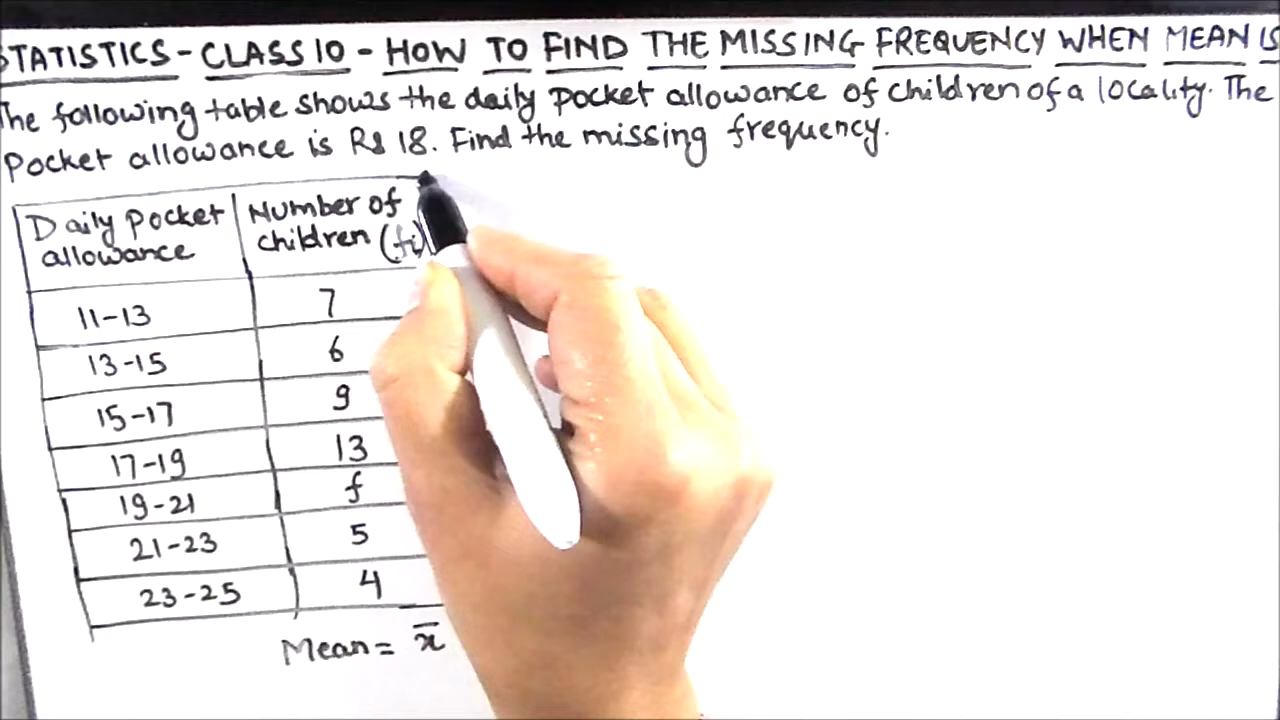 STATISTICS - CLASS 10 - HOW TO FIND THE MISSING FREQUENCY WHEN MEAN IS
The following table shows the daily pocket allowance of children of a locality. The
pocket allowance is Rs 18. Find the missing frequency.
Daily pocket allowance | Number of children (fi)
11-13 | 7
13-15 | 6
15-17 | 9
17-19 | 13
19-21 | f
21-23 | 5
23-25 | 4
Mean = x̅